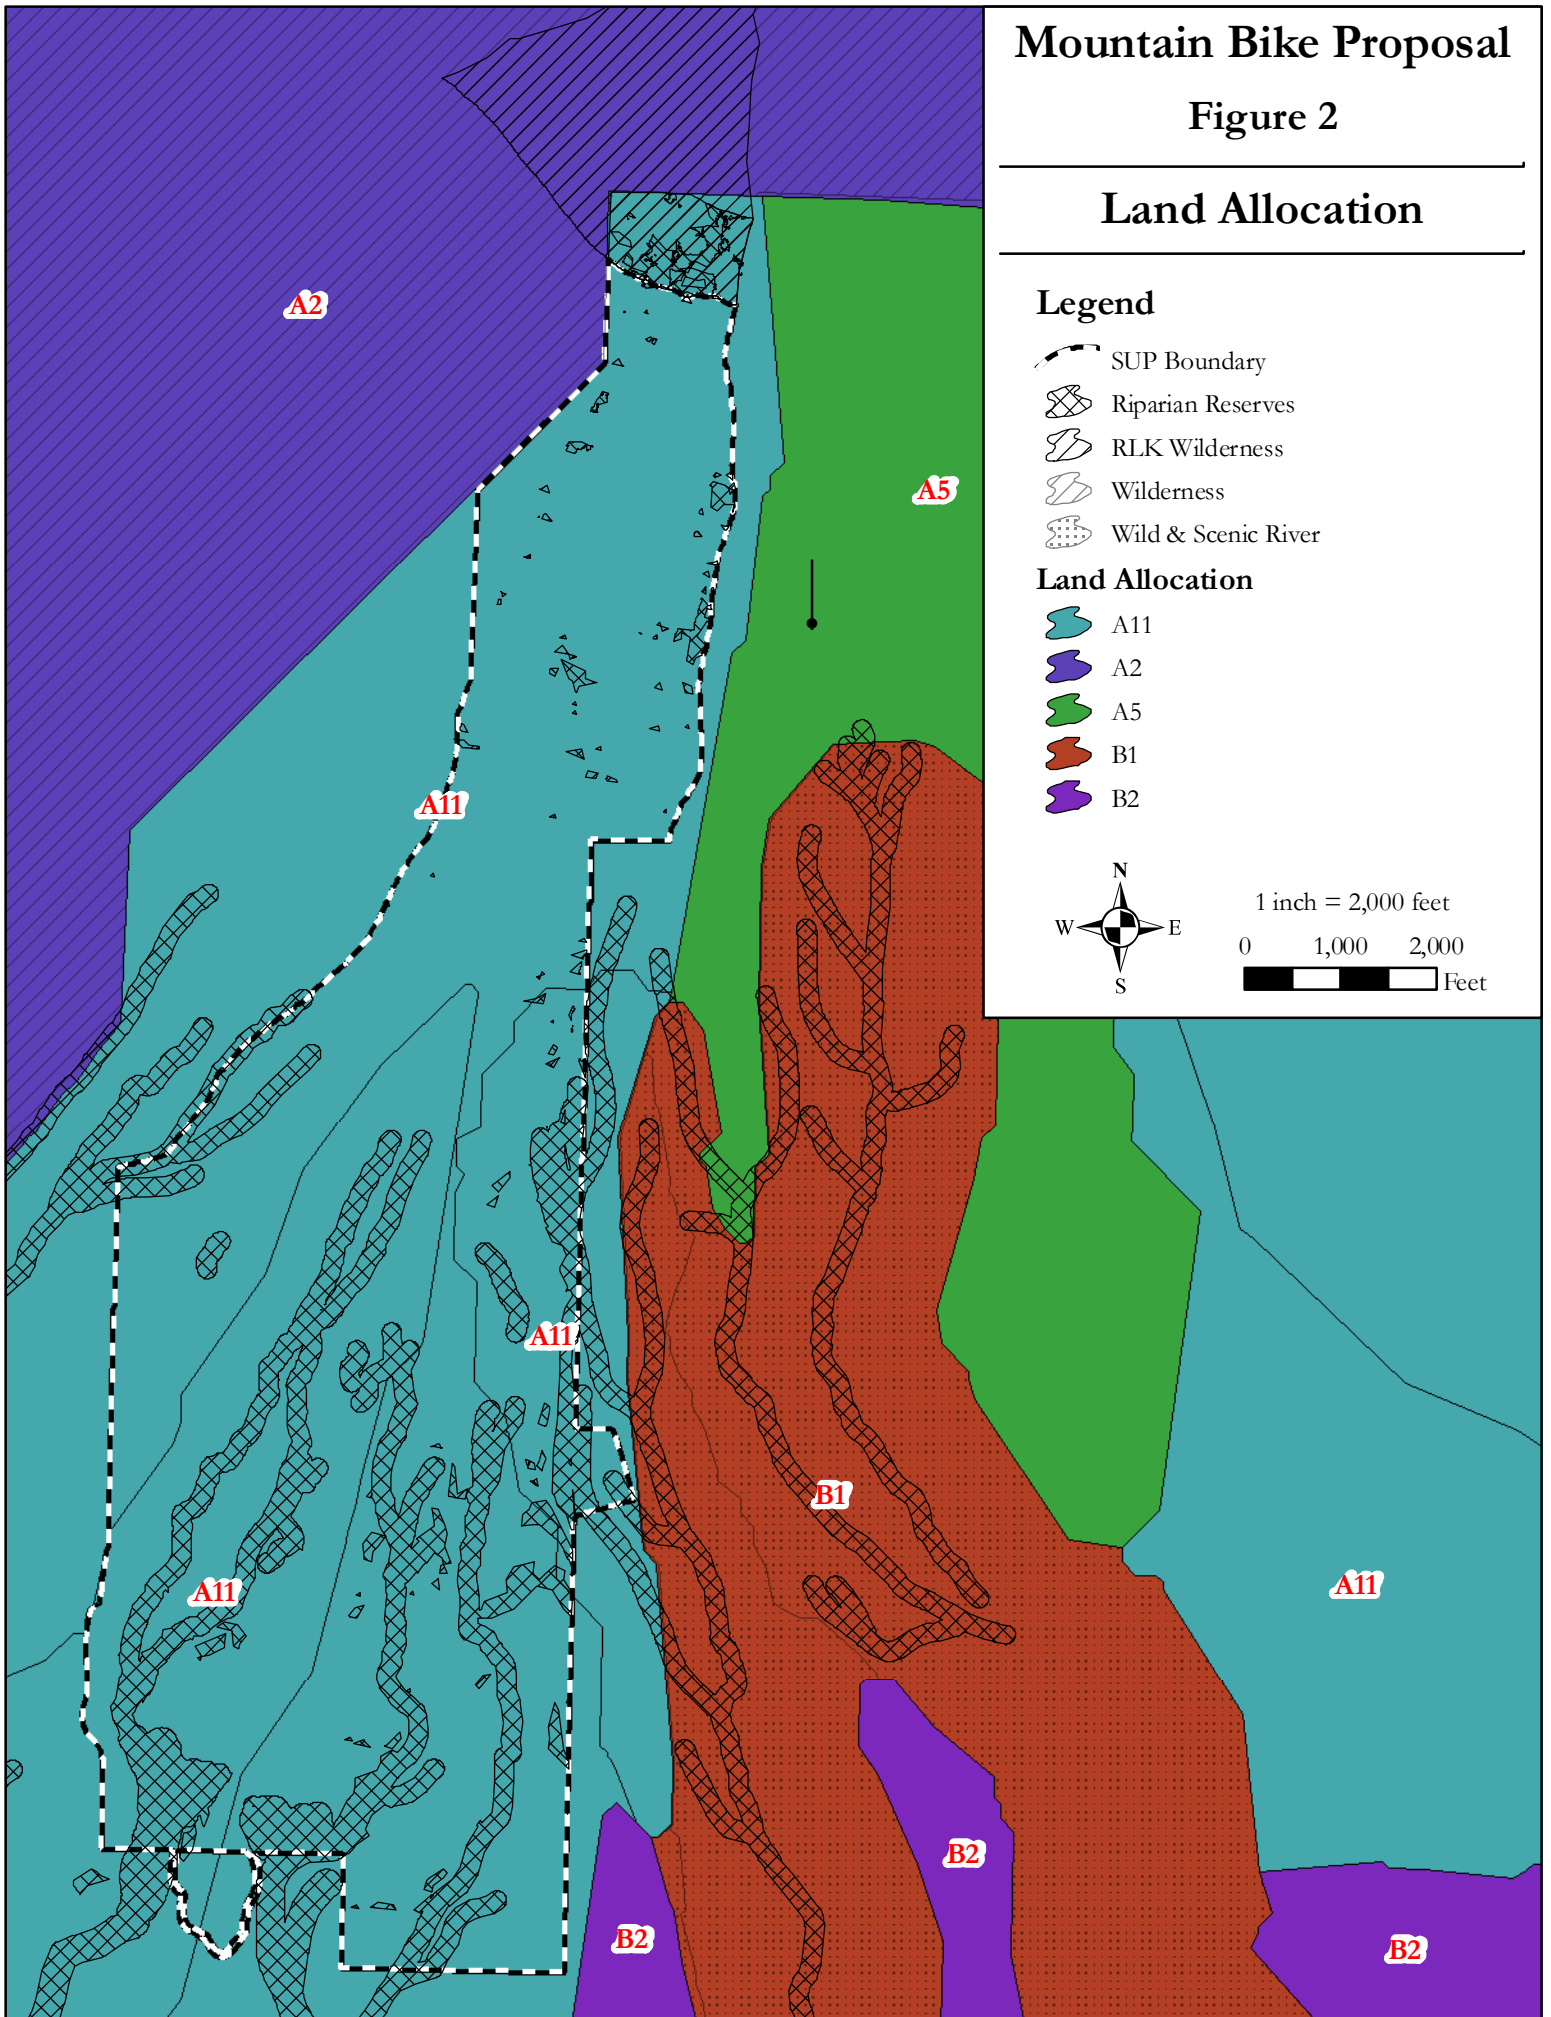 Mountain Bike Proposal
Figure 2
Land Allocation
Legend
SUP Boundary
Riparian Reserves
RLK Wilderness
Wilderness
Wild & Scenic River
Land Allocation
A11
A2
A5
B1
B2
N
W E
S
1 inch = 2,000 feet
0 1,000 2,000
Feet
A2
A5
A11
A11
B1
A11
A11
B2
B2
B2